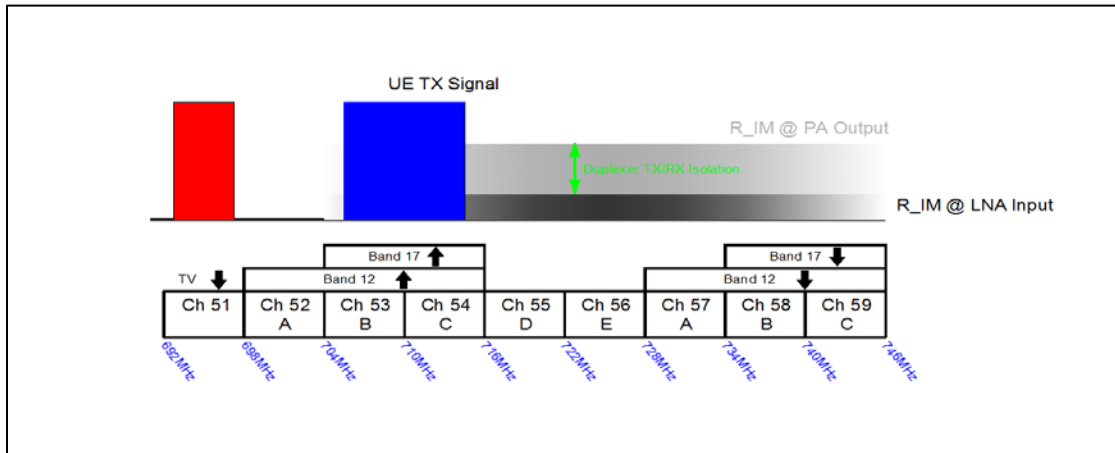 UE TX Signal
R_IM @ PA Output
Duplexer TX/RX Isolation
R_IM @ LNA Input
Band 17
Band 17
TV
Band 12
Band 12
Ch 51
Ch 52
Ch 53
Ch 54
Ch 55
Ch 56
Ch 57
Ch 58
Ch 59
A
B
C
D
E
A
B
C
692MHz
698MHz
704MHz
710MHz
716MHz
722MHz
728MHz
734MHz
740MHz
746MHz